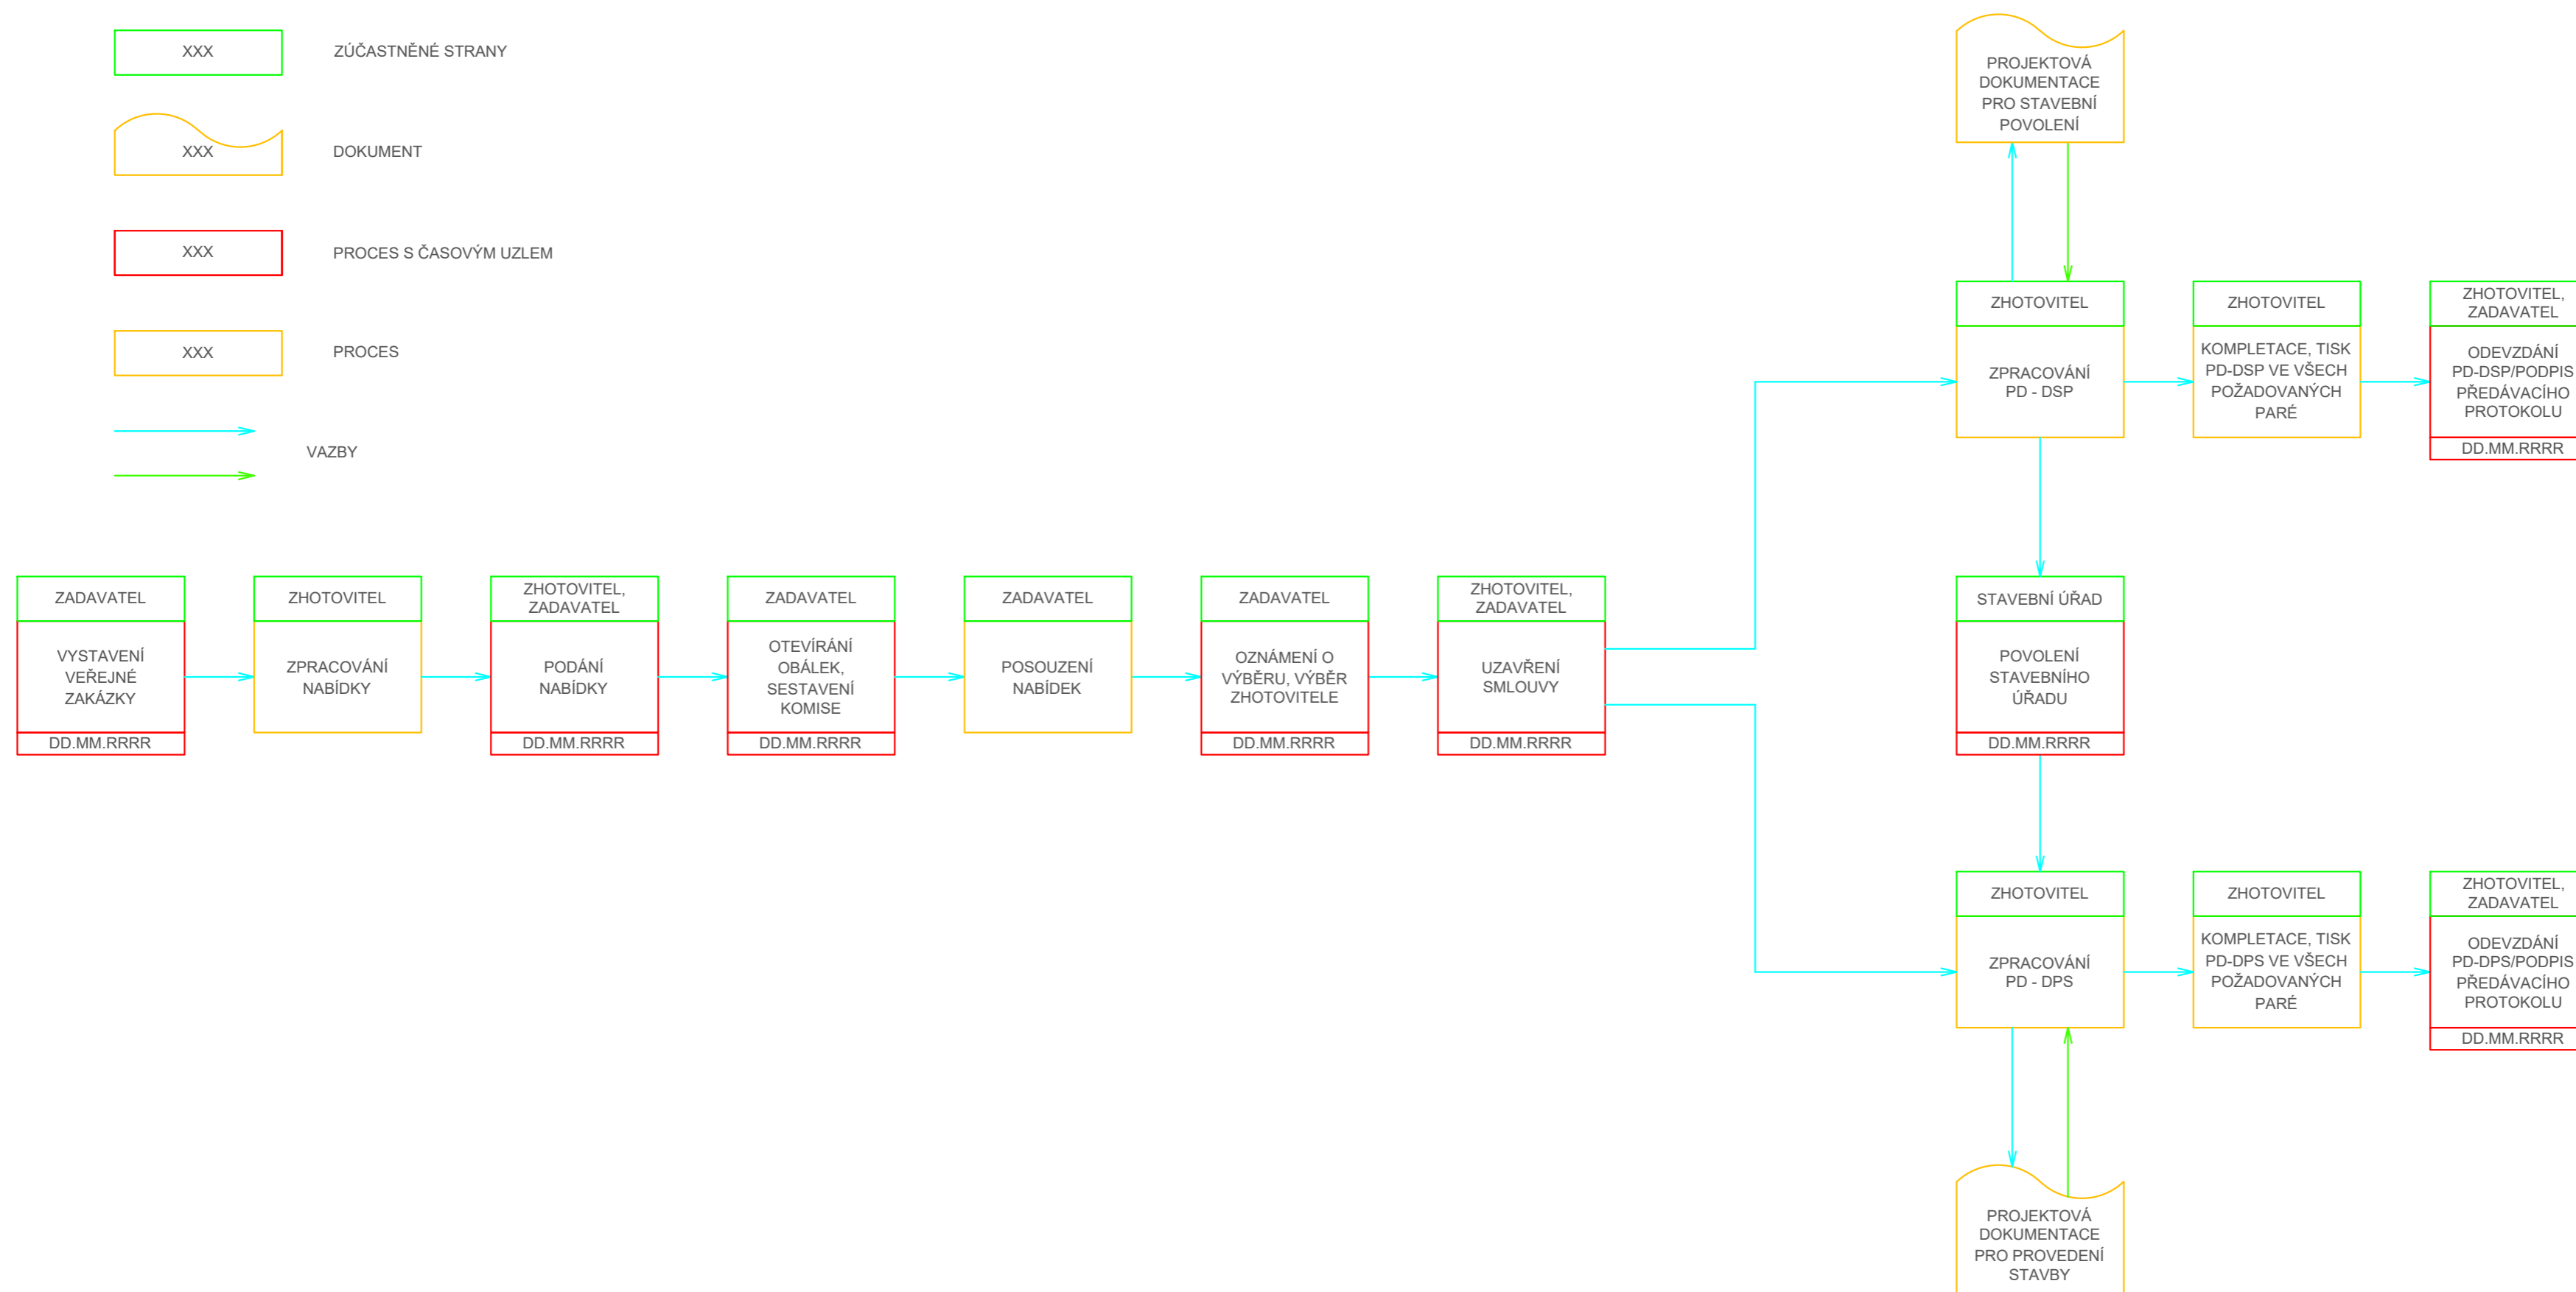 XXX
ZÚČASTNĚNÉ STRANY
XXX
DOKUMENT
XXX
PROCES S ČASOVÝM UZLEM
XXX
PROCES
VAZBY
ZADAVATEL
VYSTAVENÍ
VEŘEJNÉ
ZAKÁZKY
DD.MM.RRRR
ZHOTOVITEL
ZPRACOVÁNÍ
NABÍDKY
ZHOTOVITEL,
ZADAVATEL
PODÁNÍ
NABÍDKY
DD.MM.RRRR
ZADAVATEL
OTEVÍRÁNÍ
OBÁLEK,
SESTAVENÍ
KOMISE
DD.MM.RRRR
ZADAVATEL
POSOUZENÍ
NABÍDEK
ZADAVATEL
OZNÁMENÍ O
VÝBĚRU, VÝBĚR
ZHOTOVITELE
DD.MM.RRRR
ZHOTOVITEL,
ZADAVATEL
UZAVŘENÍ
SMLOUVY
DD.MM.RRRR
PROJEKTOVÁ
DOKUMENTACE
PRO STAVEBNÍ
POVOLENÍ
ZHOTOVITEL
ZPRACOVÁNÍ
PD - DSP
ZHOTOVITEL
KOMPLETACE, TISK
PD-DSP VE VŠECH
POŽADOVANÝCH
PARÉ
ZHOTOVITEL,
ZADAVATEL
ODEVZDÁNÍ
PD-DSP/PODPIS
PŘEDÁVACÍHO
PROTOKOLU
DD.MM.RRRR
STAVEBNÍ ÚŘAD
POVOLENÍ
STAVEBNÍHO
ÚŘADU
DD.MM.RRRR
ZHOTOVITEL
ZPRACOVÁNÍ
PD - DPS
ZHOTOVITEL
KOMPLETACE, TISK
PD-DPS VE VŠECH
POŽADOVANÝCH
PARÉ
ZHOTOVITEL,
ZADAVATEL
ODEVZDÁNÍ
PD-DPS/PODPIS
PŘEDÁVACÍHO
PROTOKOLU
DD.MM.RRRR
PROJEKTOVÁ
DOKUMENTACE
PRO PROVEDENÍ
STAVBY